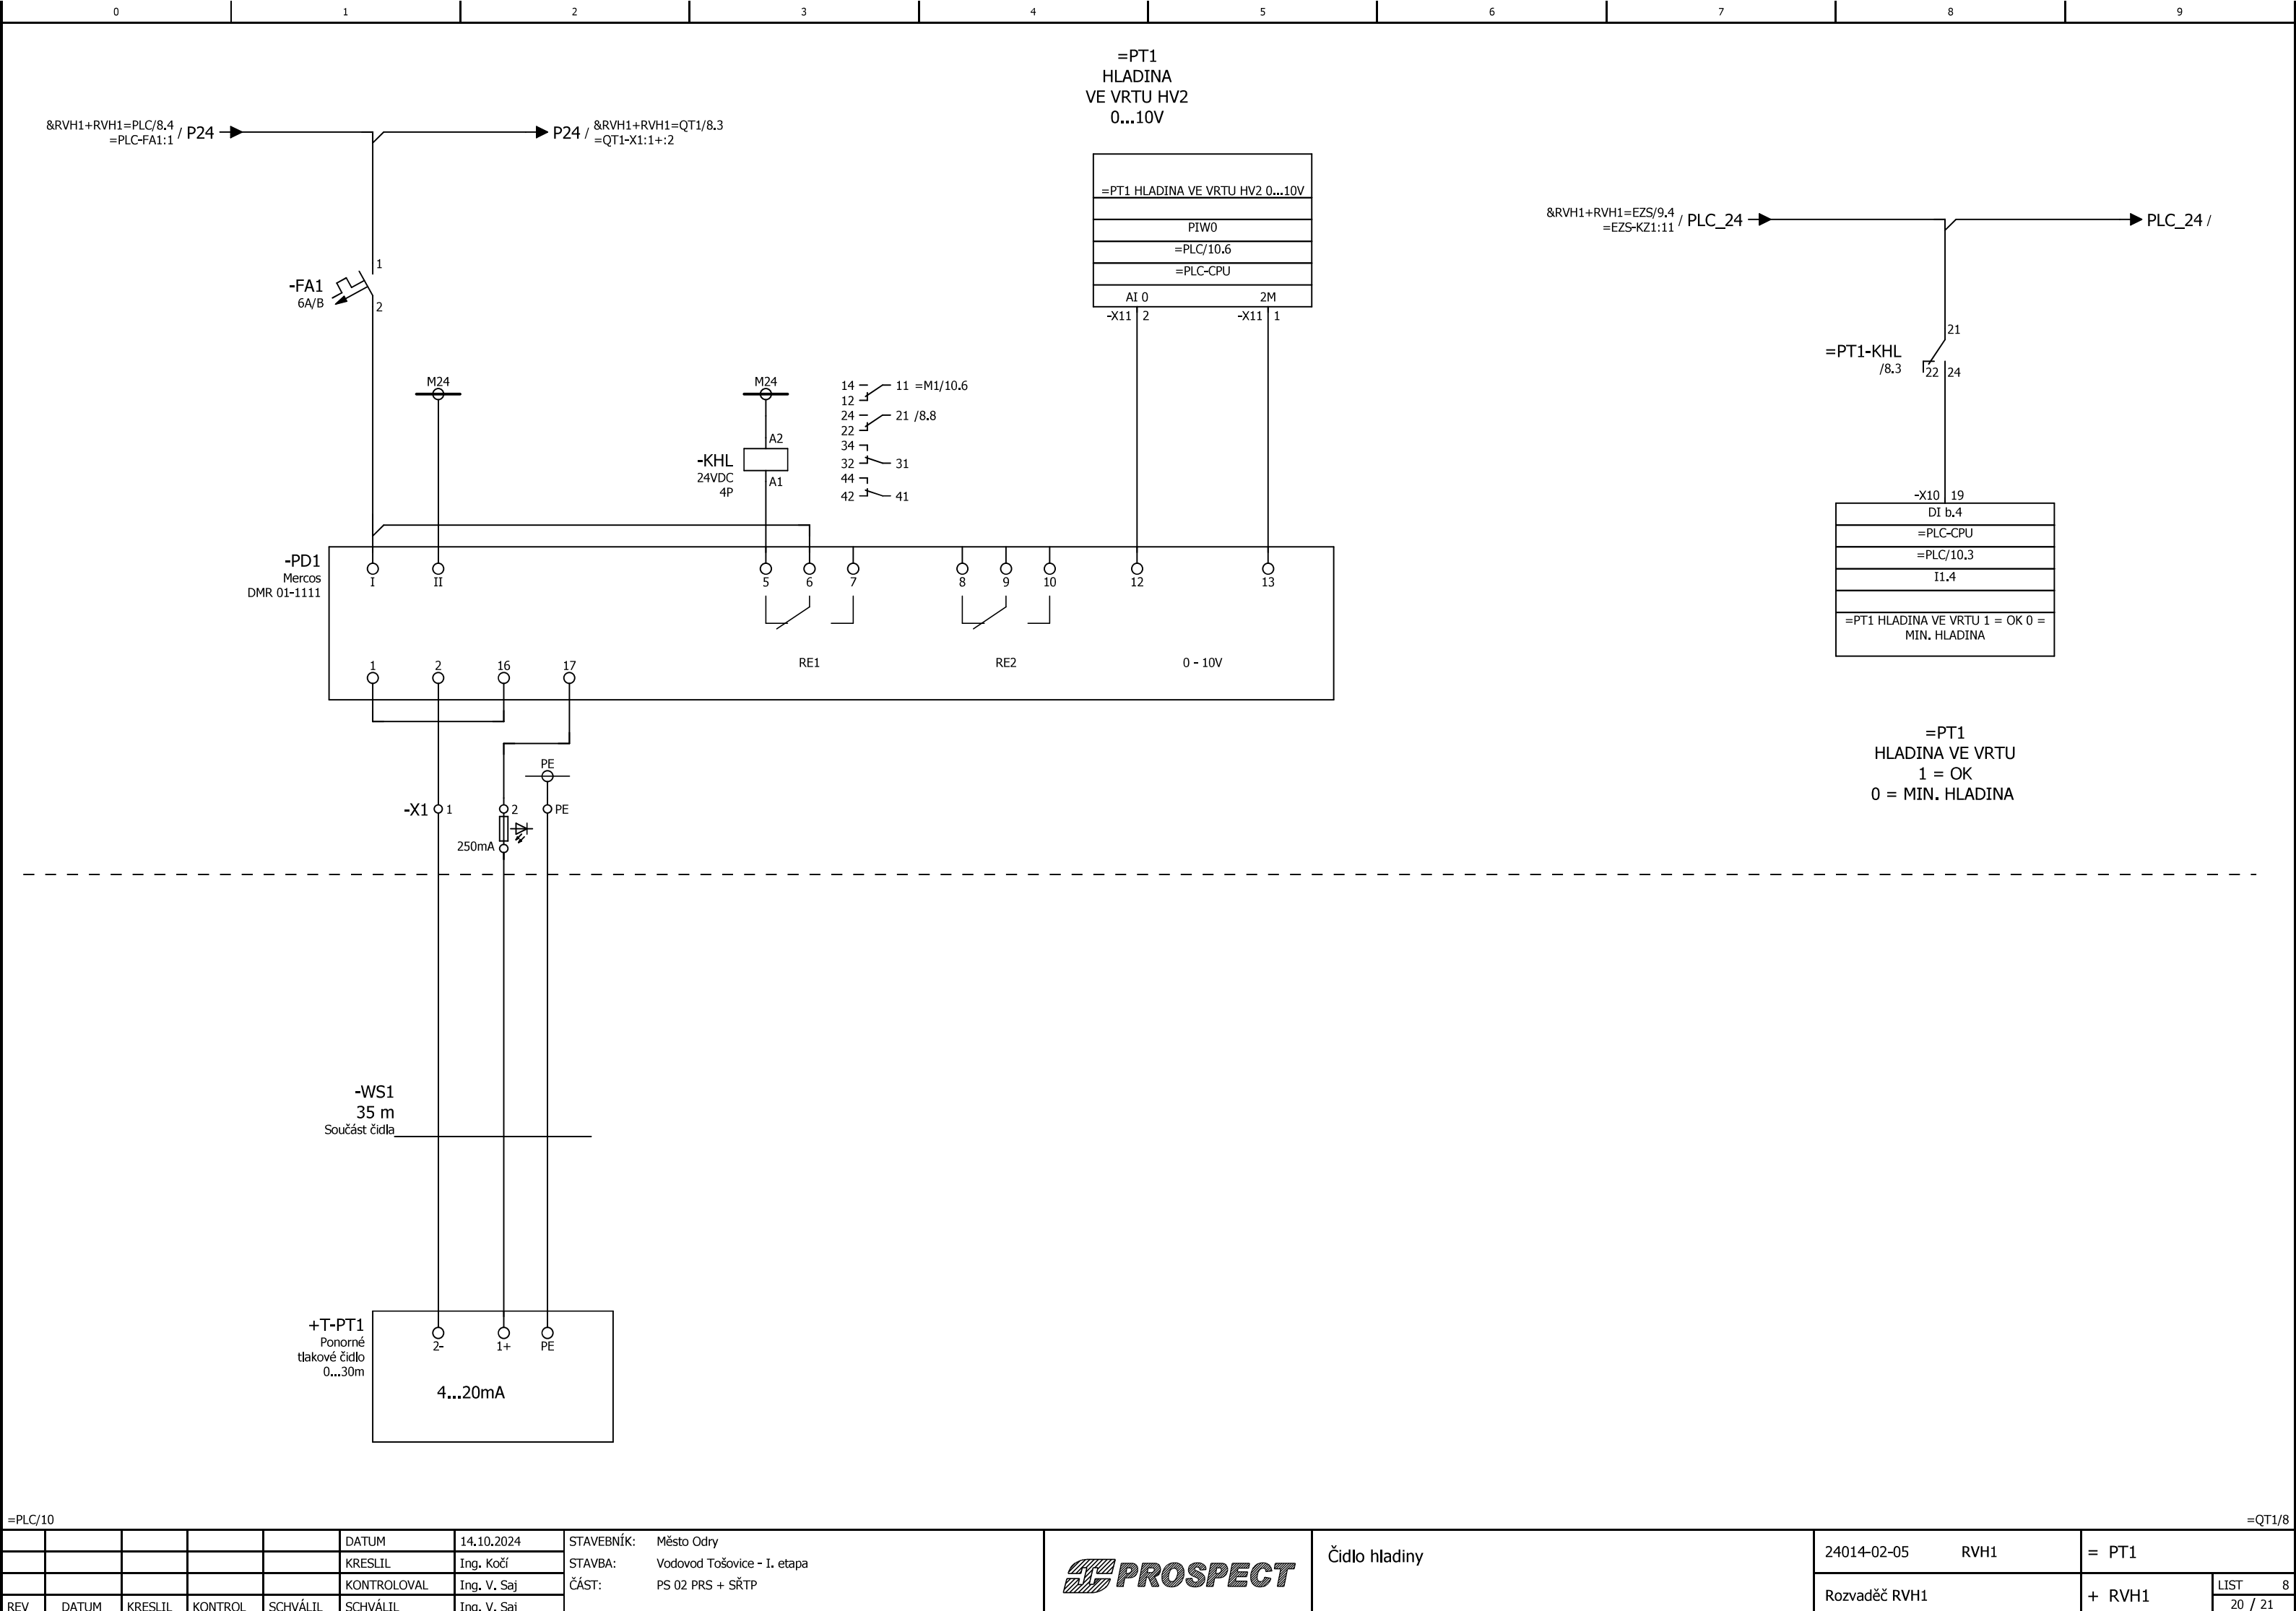 0 1 2 3 4 5 6 7 8 9
=PT1
HLADINA
VE VRTU HV2
0...10V
&RVH1+RVH1=PLC/8.4
=PLC-FA1:1
/ P24
P24 /
&RVH1+RVH1=QT1/8.3
=QT1-X1:1+:2
=PT1 HLADINA VE VRTU HV2 0...10V
PIW0
=PLC/10.6
=PLC-CPU
AI 0 2M
-X11 2 -X11 1
&RVH1+RVH1=EZS/9.4
=EZS-KZ1:11
/ PLC_24
PLC_24 /
-FA1
6A/B
1
2
=PT1-KHL
/8.3
21
22 24
M24
M24
-KHL
24VDC
4P
A2
A1
14 11 =M1/10.6
12
24 21 /8.8
22
34
32 31
44
42 41
-X10 19
DI b.4
=PLC-CPU
=PLC/10.3
I1.4
=PT1 HLADINA VE VRTU 1 = OK 0 =
MIN. HLADINA
-PD1
Mercos
DMR 01-1111
I II 5 6 7 8 9 10 12 13
1 2 16 17
RE1 RE2 0 - 10V
=PT1
HLADINA VE VRTU
1 = OK
0 = MIN. HLADINA
PE
-X1 1 2 PE
250mA
-WS1
35 m
Součást čidla
+T-PT1
Ponorné
tlakové čidlo
0...30m
2- 1+ PE
4...20mA
=PLC/10
=QT1/8
DATUM 14.10.2024
KRESLIL Ing. Kočí
KONTROLOVAL Ing. V. Saj
REV DATUM KRESLIL KONTROL SCHVÁLIL SCHVÁLIL Ing. V. Saj
STAVEBNÍK: Město Odry
STAVBA: Vodovod Tošovice - I. etapa
ČÁST: PS 02 PRS + SŘTP
PROSPECT
Čidlo hladiny
24014-02-05 RVH1
Rozvaděč RVH1
= PT1
+ RVH1
LIST 8
20 / 21